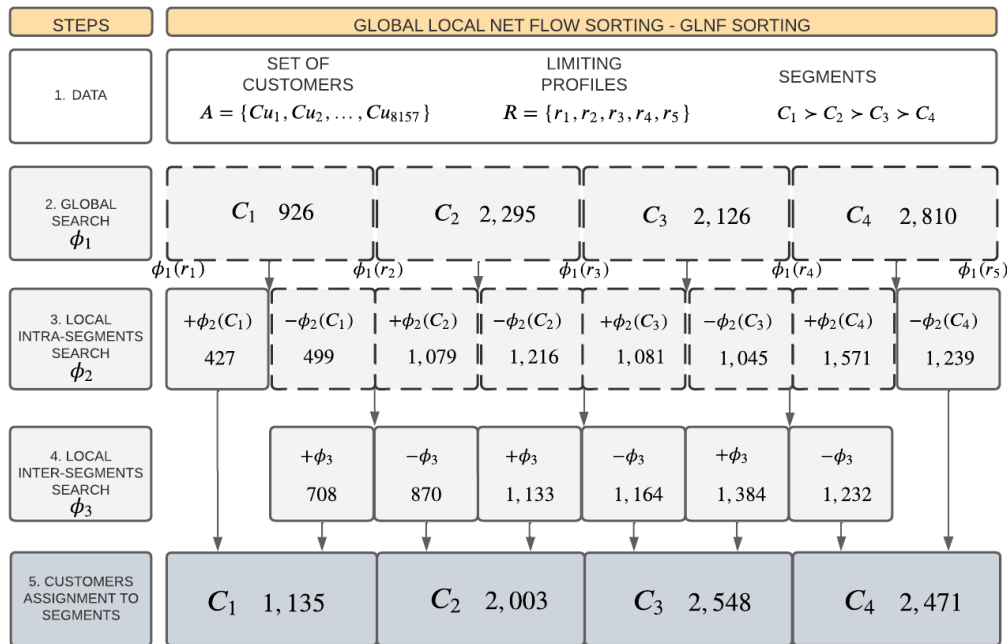 STEPS
GLOBAL LOCAL NET FLOW SORTING - GLNF SORTING
1. DATA
SET OF
CUSTOMERS
A = {Cu₁, Cu₂, …, Cu₈₁₅₇}
LIMITING
PROFILES
R = {r₁, r₂, r₃, r₄, r₅}
SEGMENTS
C₁ ≻ C₂ ≻ C₃ ≻ C₄
2. GLOBAL
SEARCH
ϕ₁
C₁ 926
C₂ 2,295
C₃ 2,126
C₄ 2,810
ϕ₁(r₁)
ϕ₁(r₂)
ϕ₁(r₃)
ϕ₁(r₄)
ϕ₁(r₅)
3. LOCAL
INTRA-SEGMENTS
SEARCH
ϕ₂
+ϕ₂(C₁)
427
−ϕ₂(C₁)
499
+ϕ₂(C₂)
1,079
−ϕ₂(C₂)
1,216
+ϕ₂(C₃)
1,081
−ϕ₂(C₃)
1,045
+ϕ₂(C₄)
1,571
−ϕ₂(C₄)
1,239
4. LOCAL
INTER-SEGMENTS
SEARCH
ϕ₃
+ϕ₃
708
−ϕ₃
870
+ϕ₃
1,133
−ϕ₃
1,164
+ϕ₃
1,384
−ϕ₃
1,232
5. CUSTOMERS
ASSIGNMENT TO
SEGMENTS
C₁ 1,135
C₂ 2,003
C₃ 2,548
C₄ 2,471